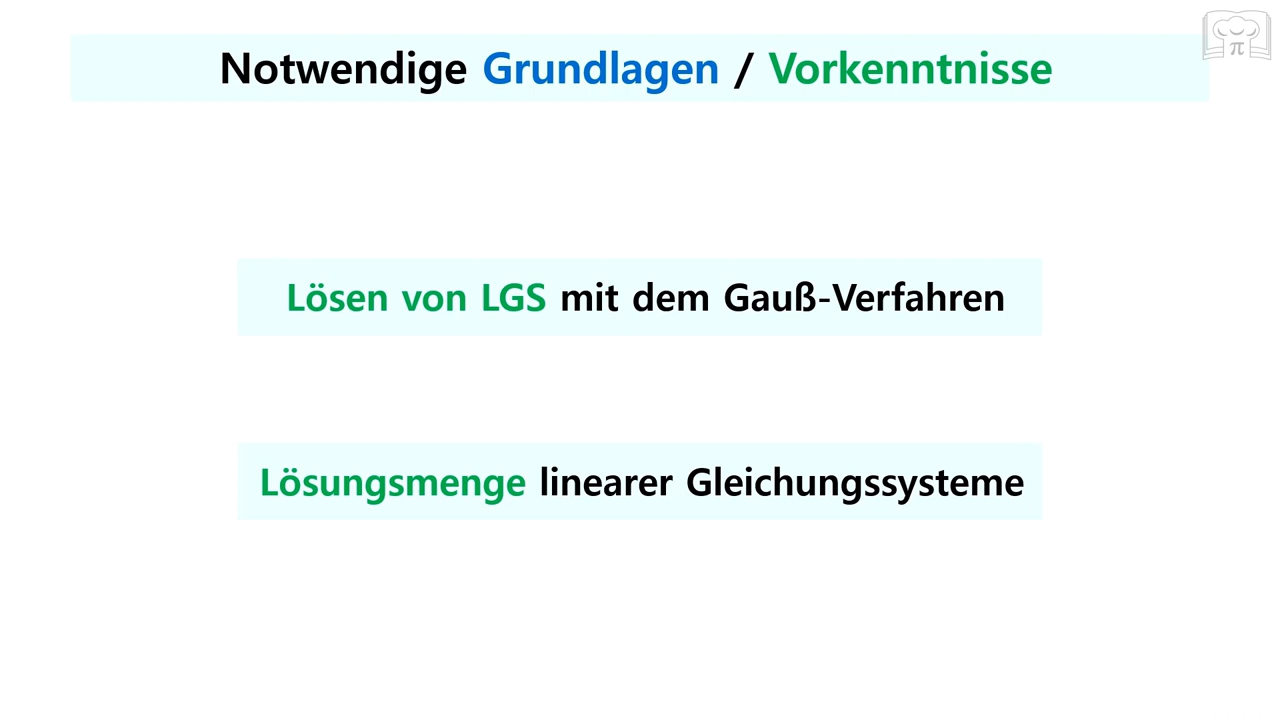 Notwendige Grundlagen / Vorkenntnisse
π
Lösen von LGS mit dem Gauß-Verfahren
Lösungsmenge linearer Gleichungssysteme